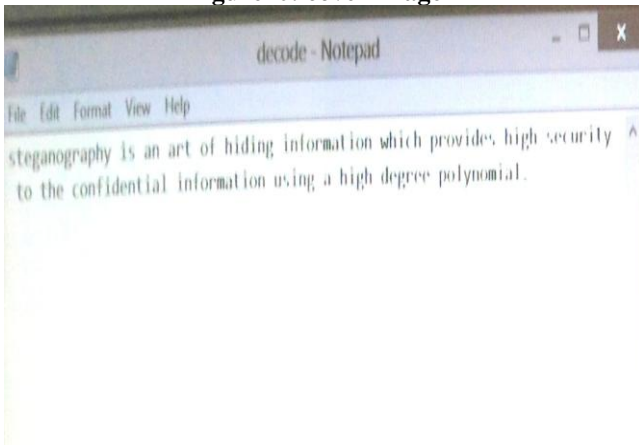 decode - Notepad
File Edit Format View Help
steganography is an art of hiding information which provides high security
to the confidential information using a high degree polynomial.